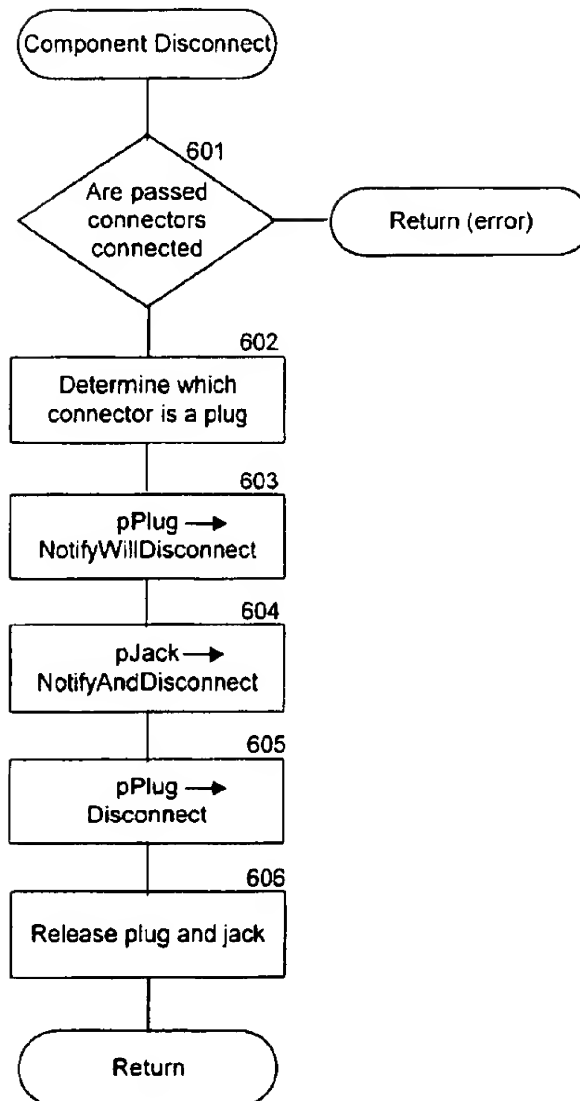 Component Disconnect
601
Are passed
connectors
connected
Return (error)
602
Determine which
connector is a plug
603
pPlug →
NotifyWillDisconnect
604
pJack →
NotifyAndDisconnect
605
pPlug →
Disconnect
606
Release plug and jack
Return